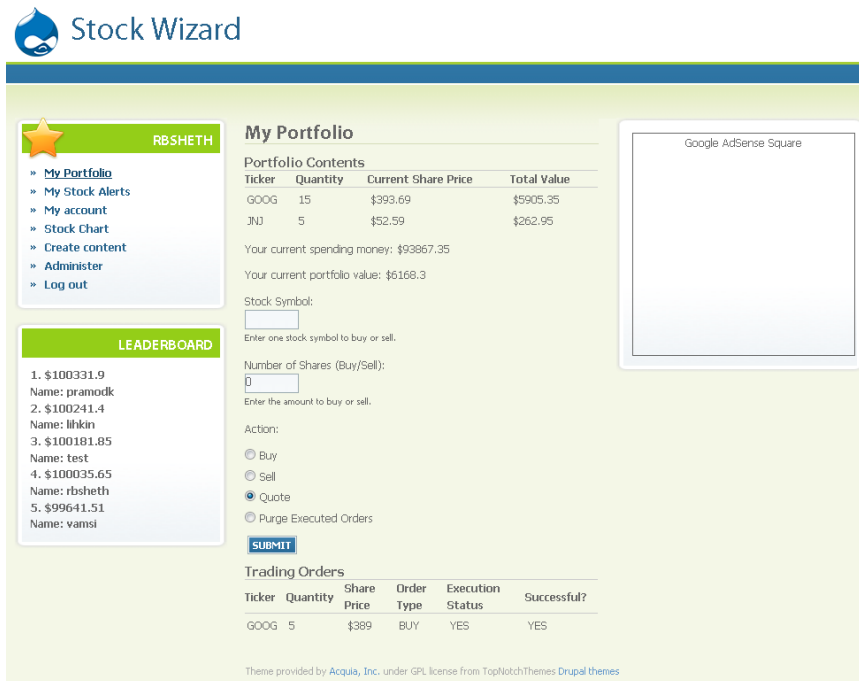 Stock Wizard
RBSHETH
» My Portfolio
» My Stock Alerts
» My account
» Stock Chart
» Create content
» Administer
» Log out
LEADERBOARD
1. $100331.9
Name: pramodk
2. $100241.4
Name: lihkin
3. $100181.85
Name: test
4. $100035.65
Name: rbsheth
5. $99641.51
Name: vamsi
My Portfolio
Portfolio Contents
Ticker Quantity Current Share Price Total Value
GOOG 15 $393.69 $5905.35
JNJ 5 $52.59 $262.95
Your current spending money: $93867.35
Your current portfolio value: $6168.3
Stock Symbol:
Enter one stock symbol to buy or sell.
Number of Shares (Buy/Sell):
0
Enter the amount to buy or sell.
Action:
Buy
Sell
Quote
Purge Executed Orders
SUBMIT
Trading Orders
Ticker Quantity Share Price Order Type Execution Status Successful?
GOOG 5 $389 BUY YES YES
Theme provided by Acquia, Inc. under GPL license from TopNotchThemes Drupal themes
Google AdSense Square